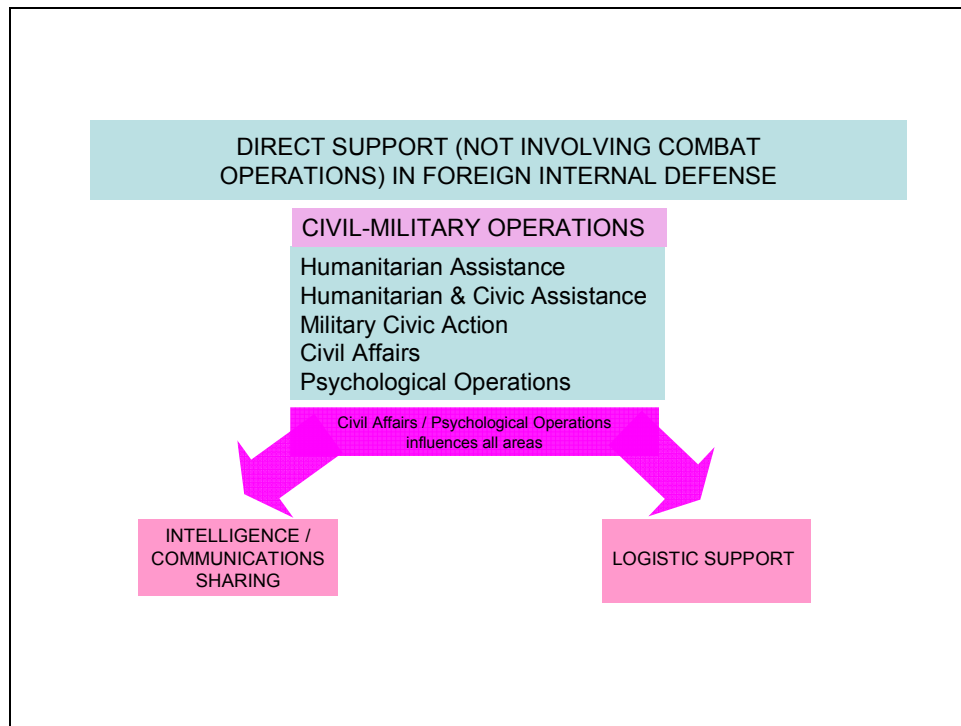 DIRECT SUPPORT (NOT INVOLVING COMBAT
OPERATIONS) IN FOREIGN INTERNAL DEFENSE
CIVIL-MILITARY OPERATIONS
Humanitarian Assistance
Humanitarian & Civic Assistance
Military Civic Action
Civil Affairs
Psychological Operations
Civil Affairs / Psychological Operations
influences all areas
INTELLIGENCE /
COMMUNICATIONS
SHARING
LOGISTIC SUPPORT